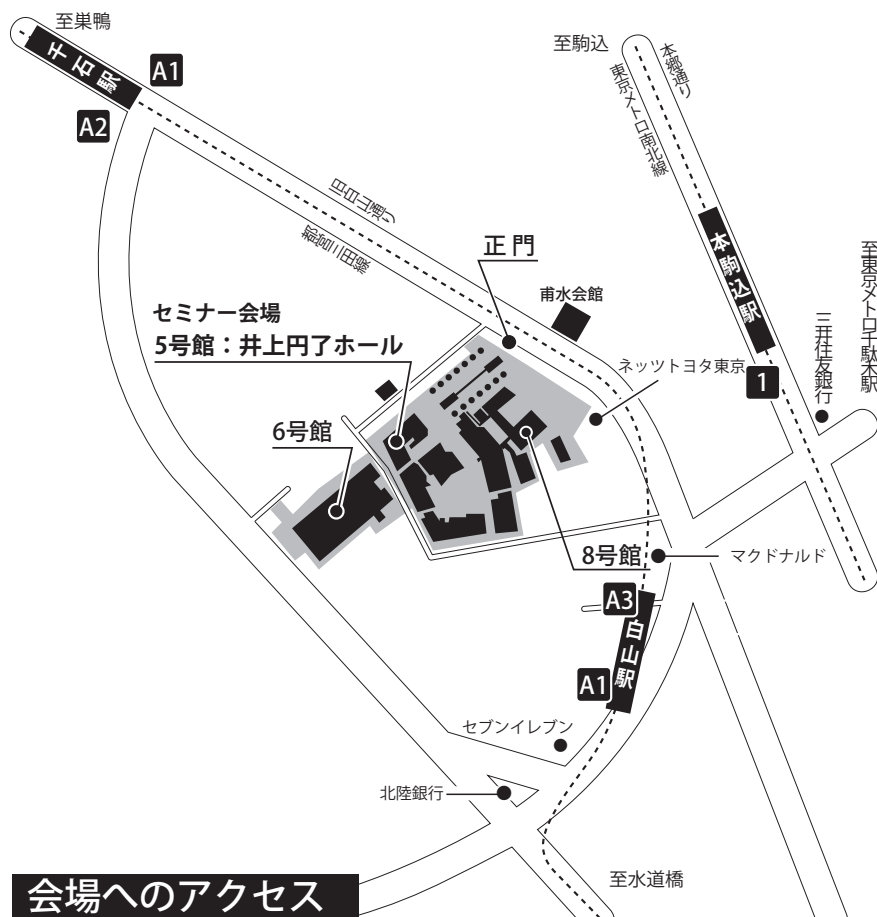 至巣鴨
千石駅
A1
A2
至駒込
本郷通り
東京メトロ南北線
旧白山通り
都営三田線
正門
甫水会館
本駒込駅
1
三井住友銀行
至東京メトロ千駄木駅
セミナー会場
5号館：井上円了ホール
ネッツトヨタ東京
6号館
8号館
マクドナルド
A3
白山駅
A1
セブンイレブン
北陸銀行
至水道橋
会場へのアクセス